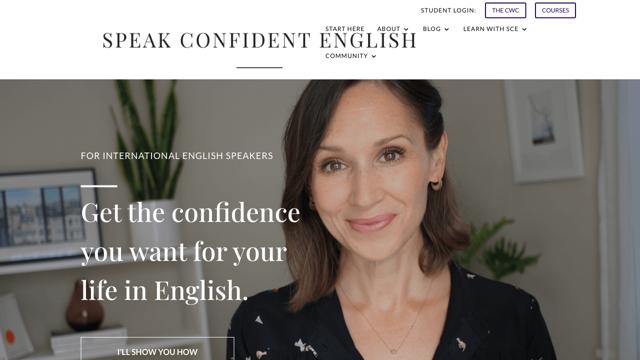 STUDENT LOGIN: THE CWC COURSES
SPEAK CONFIDENT ENGLISH
START HERE ABOUT BLOG LEARN WITH SCE
COMMUNITY
FOR INTERNATIONAL ENGLISH SPEAKERS
Get the confidence
you want for your
life in English.
I'LL SHOW YOU HOW